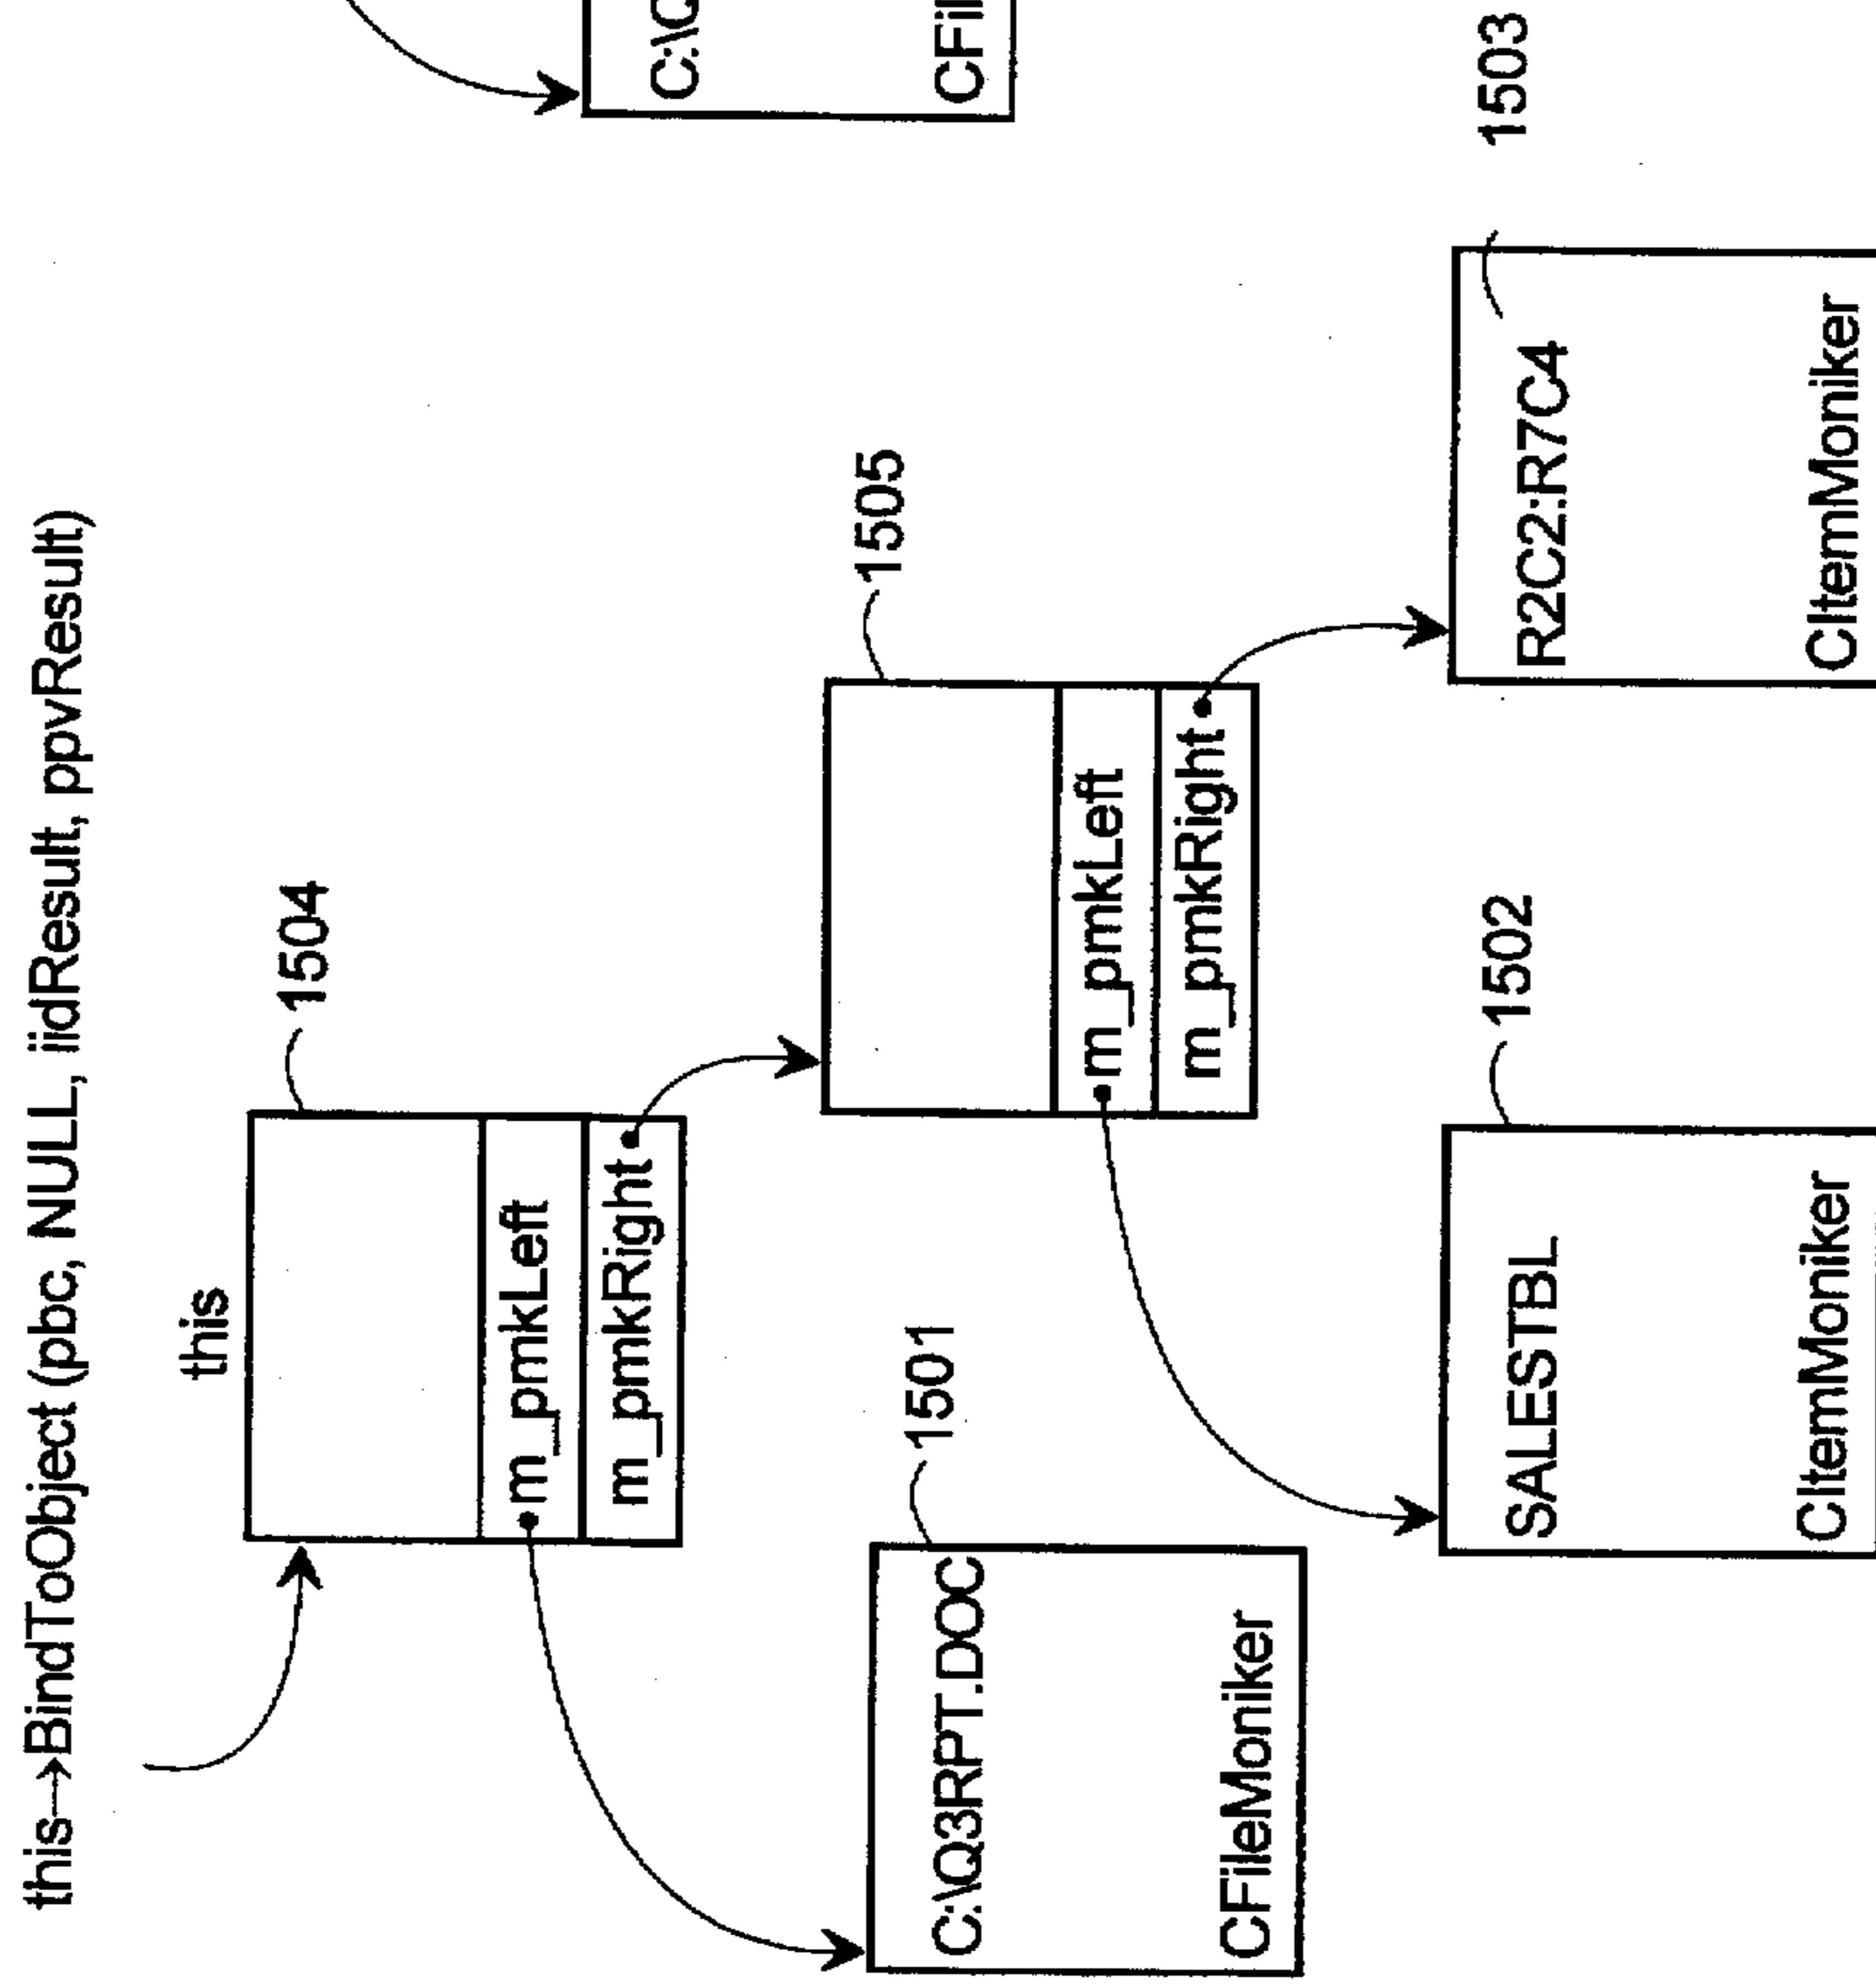 this→BindToObject (pbc, NULL, iidResult, ppvResult)
this
1504
m_pmkLeft
m_pmkRight
1501
C:\Q3RPT.DOC
CFileMoniker
1505
m_pmkLeft
m_pmkRight
1502
SALESTBL
CItemMoniker
1503
R2C2:R7C4
CItemMoniker